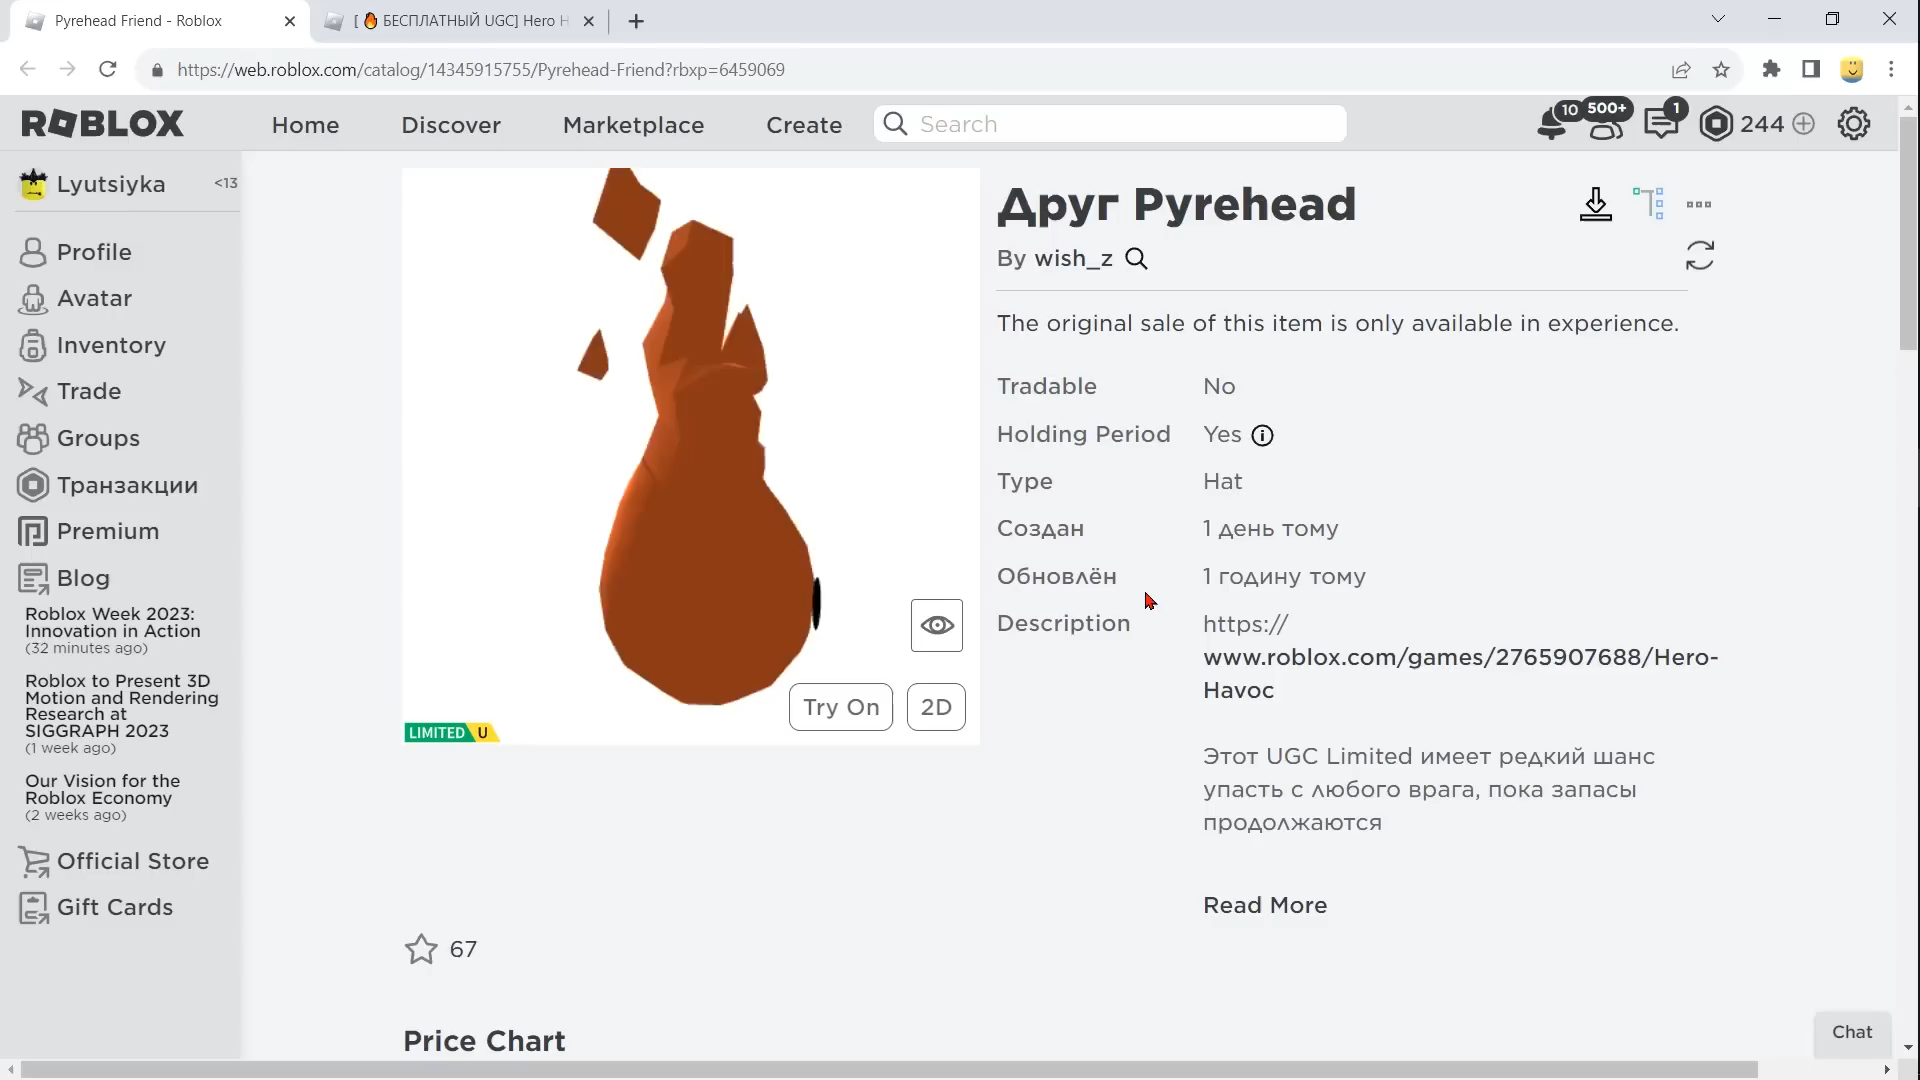 Pyrehead Friend - Roblox
[ 🔥 БЕСПЛАТНЫЙ UGC] Hero H
https://web.roblox.com/catalog/14345915755/Pyrehead-Friend?rbxp=6459069
ROBLOX
Home
Discover
Marketplace
Create
Search
10
500+
1
244
Lyutsiyka
<13
Profile
Avatar
Inventory
Trade
Groups
Транзакции
Premium
Blog
Roblox Week 2023:
Innovation in Action
(32 minutes ago)
Roblox to Present 3D
Motion and Rendering
Research at
SIGGRAPH 2023
(1 week ago)
Our Vision for the
Roblox Economy
(2 weeks ago)
Official Store
Gift Cards
Try On
2D
LIMITED U
67
Price Chart
Друг Pyrehead
By wish_z
The original sale of this item is only available in experience.
Tradable No
Holding Period Yes
Type Hat
Создан 1 день тому
Обновлён 1 годину тому
Description https://
www.roblox.com/games/2765907688/Hero-
Havoc
Этот UGC Limited имеет редкий шанс
упасть с любого врага, пока запасы
продолжаются
Read More
Chat